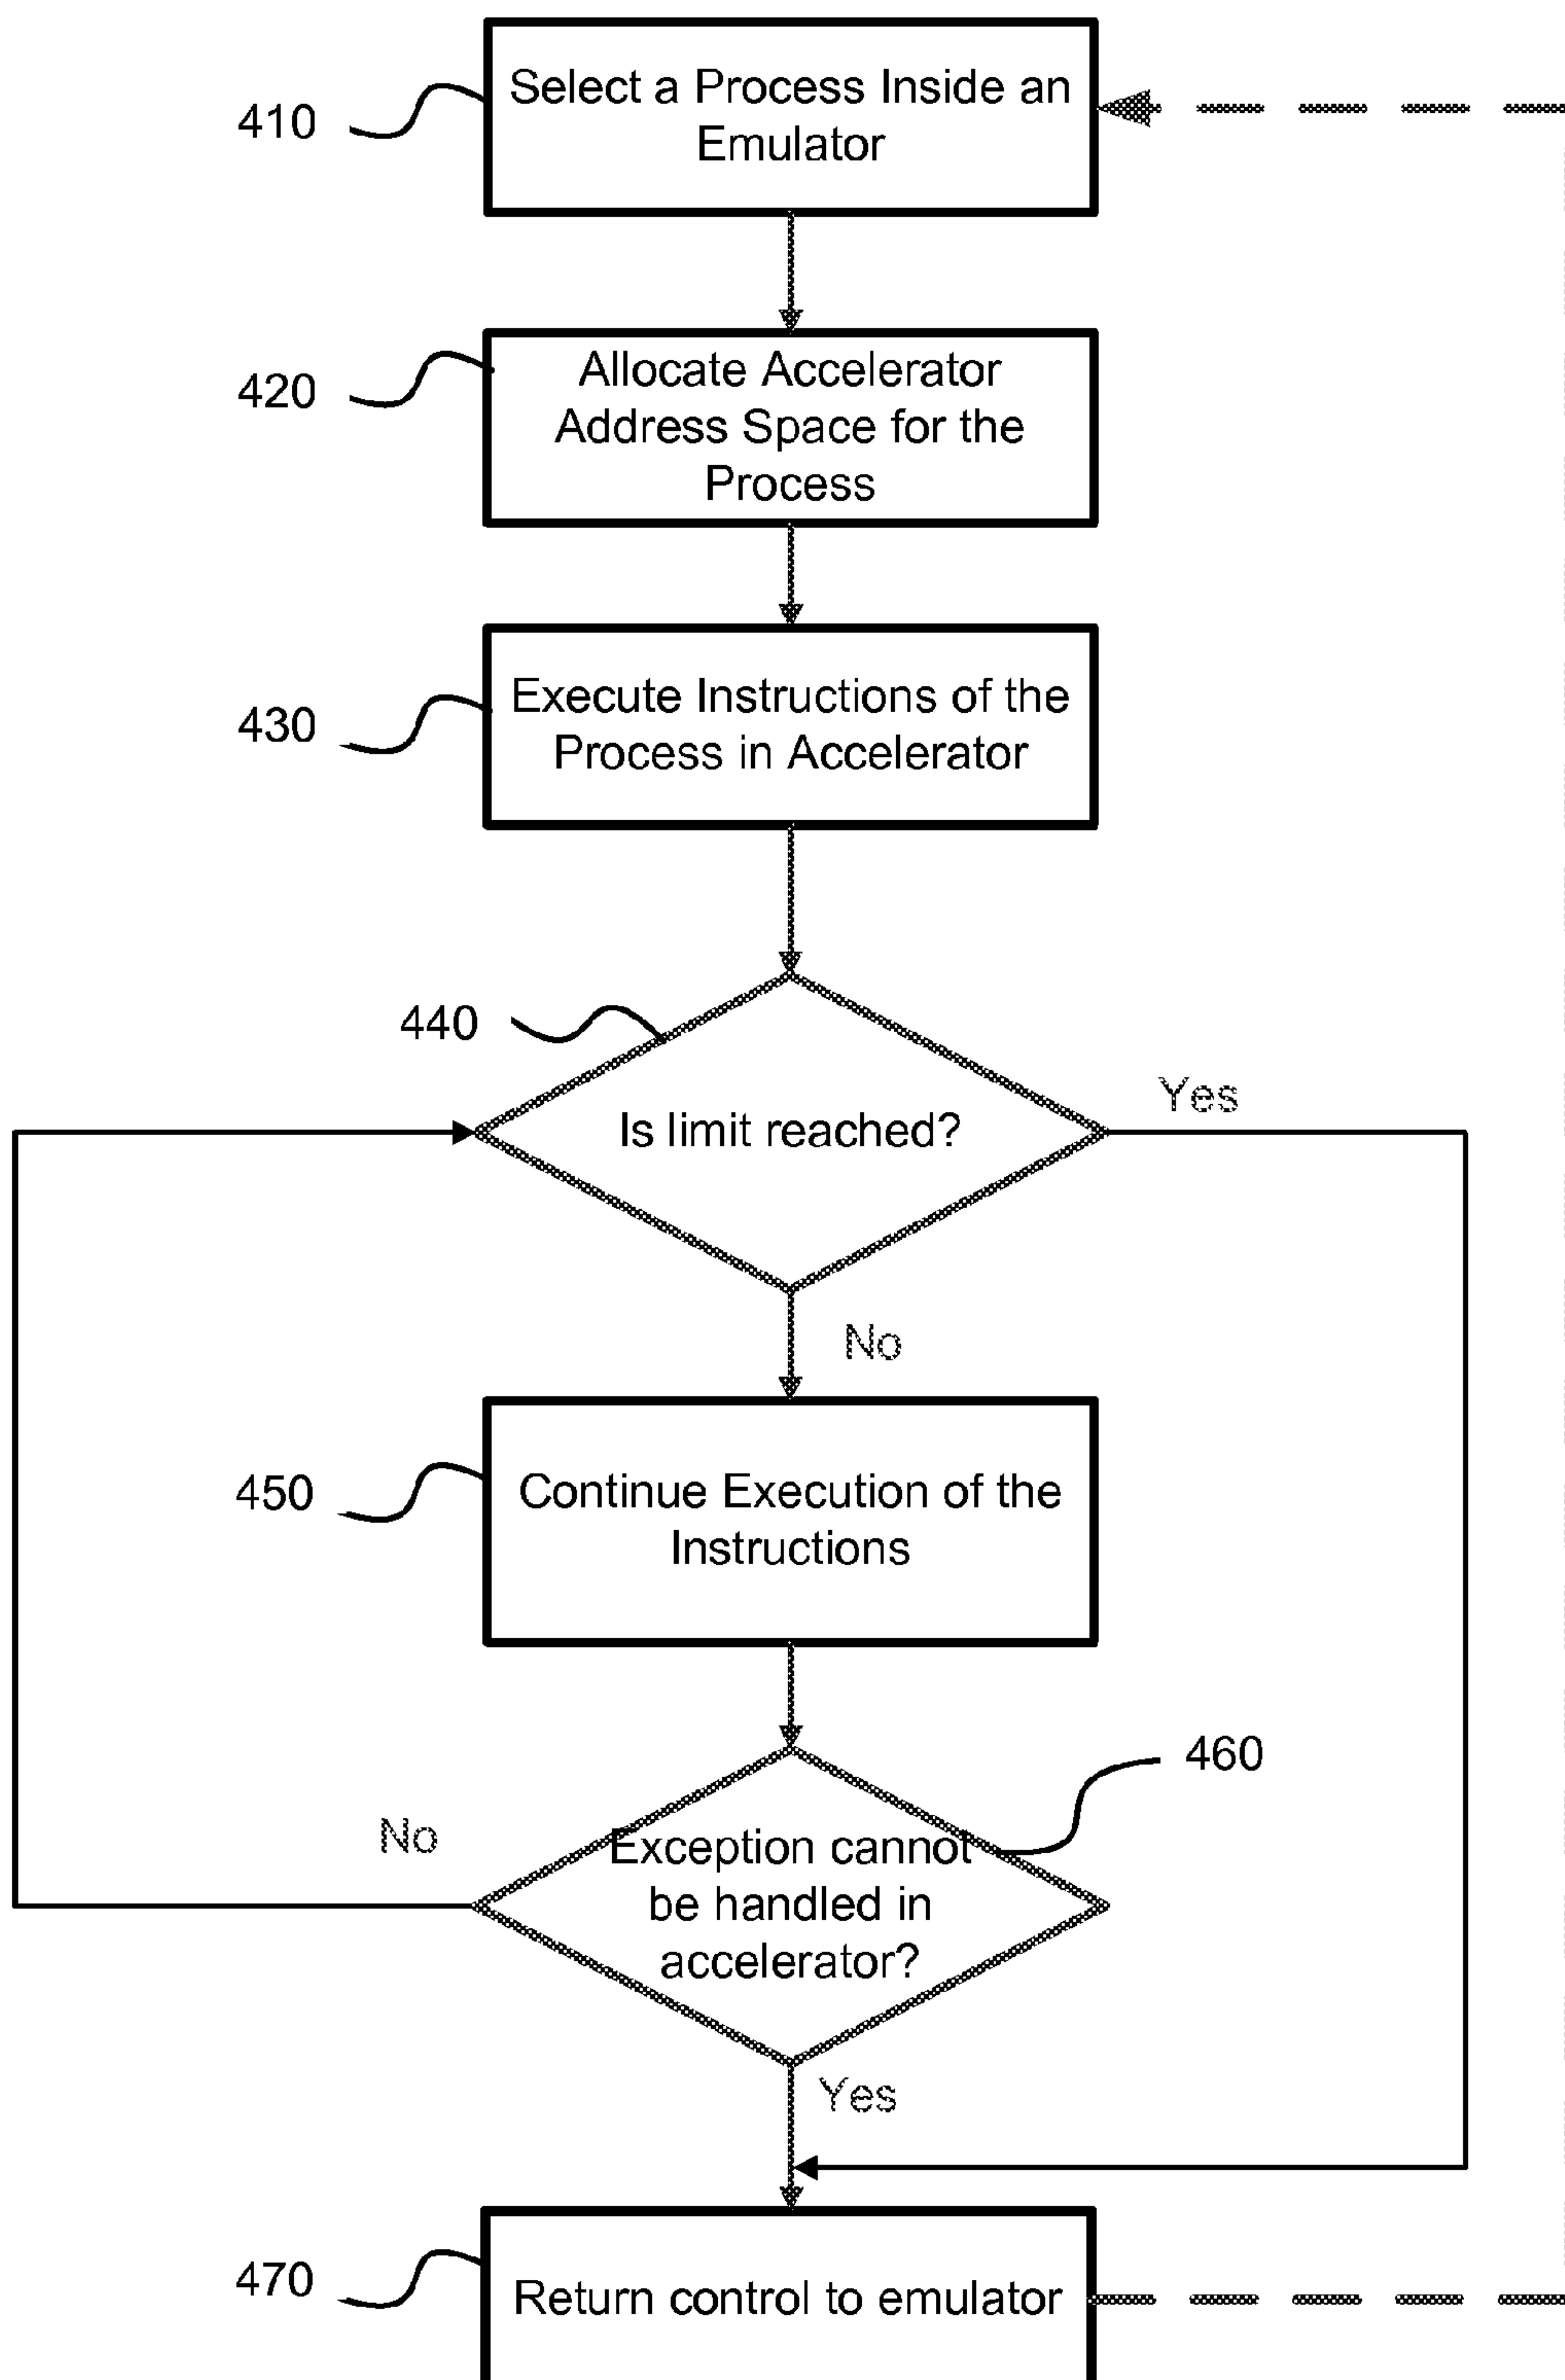 410
Select a Process Inside an
Emulator
420
Allocate Accelerator
Address Space for the
Process
430
Execute Instructions of the
Process in Accelerator
440
Is limit reached?
Yes
No
450
Continue Execution of the
Instructions
460
No
Exception cannot
be handled in
accelerator?
Yes
470
Return control to emulator